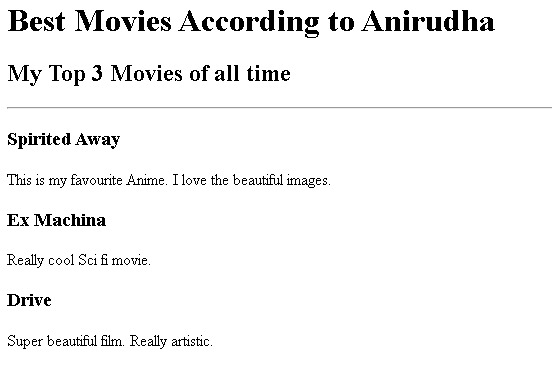 Best Movies According to Anirudha
My Top 3 Movies of all time
Spirited Away
This is my favourite Anime. I love the beautiful images.
Ex Machina
Really cool Sci fi movie.
Drive
Super beautiful film. Really artistic.